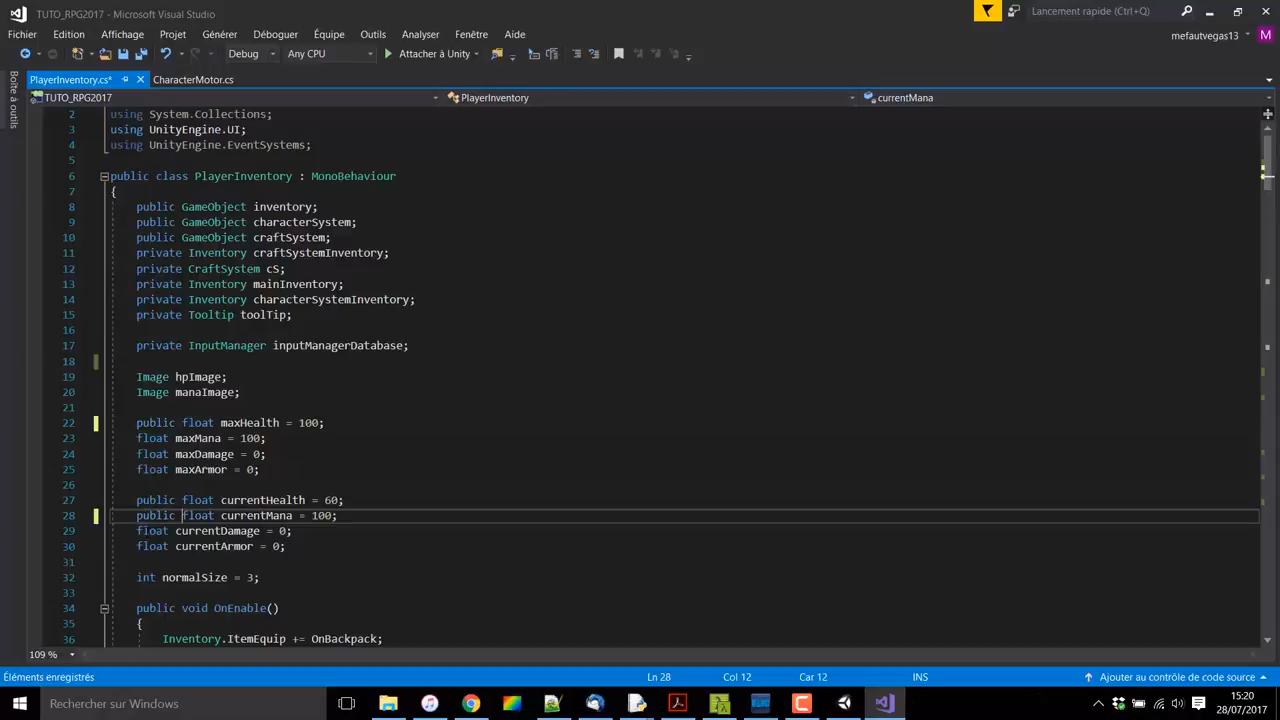 TUTO_RPG2017 - Microsoft Visual Studio
Lancement rapide (Ctrl+Q)
Fichier Edition Affichage Projet Générer Déboguer Équipe Outils Analyser Fenêtre Aide
mefautvegas13 M
Debug Any CPU Attacher à Unity
Boîte à outils
PlayerInventory.cs* CharacterMotor.cs
TUTO_RPG2017 PlayerInventory currentMana
2 using System.Collections;
3 using UnityEngine.UI;
4 using UnityEngine.EventSystems;
5
6 public class PlayerInventory : MonoBehaviour
7 {
8 public GameObject inventory;
9 public GameObject characterSystem;
10 public GameObject craftSystem;
11 private Inventory craftSystemInventory;
12 private CraftSystem cS;
13 private Inventory mainInventory;
14 private Inventory characterSystemInventory;
15 private Tooltip toolTip;
16
17 private InputManager inputManagerDatabase;
18
19 Image hpImage;
20 Image manaImage;
21
22 public float maxHealth = 100;
23 float maxMana = 100;
24 float maxDamage = 0;
25 float maxArmor = 0;
26
27 public float currentHealth = 60;
28 public float currentMana = 100;
29 float currentDamage = 0;
30 float currentArmor = 0;
31
32 int normalSize = 3;
33
34 public void OnEnable()
35 {
36 Inventory.ItemEquip += OnBackpack;
109 %
Éléments enregistrés Ln 28 Col 12 Car 12 INS Ajouter au contrôle de code source
Rechercher sur Windows
15:20
28/07/2017